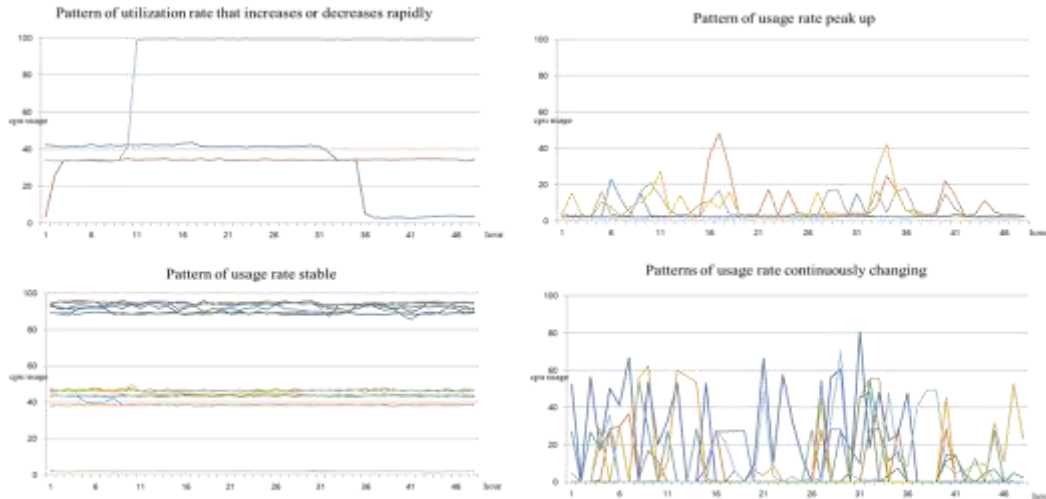 Pattern of utilization rate that increases or decreases rapidly
100
80
60
cpu usage
40
20
0
1 6 11 16 21 26 31 36 41 46 hour
Pattern of usage rate peak up
100
80
60
cpu usage
40
20
0
1 6 11 16 21 26 31 36 41 46 hour
Pattern of usage rate stable
100
80
60
cpu usage
40
20
0
1 6 11 16 21 26 31 36 41 46 hour
Patterns of usage rate continuously changing
100
80
60
cpu usage
40
20
0
1 6 11 16 21 26 31 36 41 46 hour